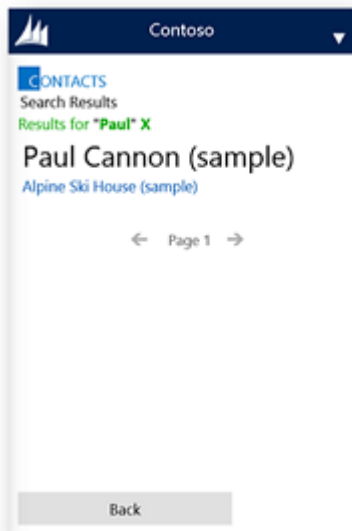 Contoso
CONTACTS
Search Results
Results for "Paul" X
Paul Cannon (sample)
Alpine Ski House (sample)
Page 1
Back